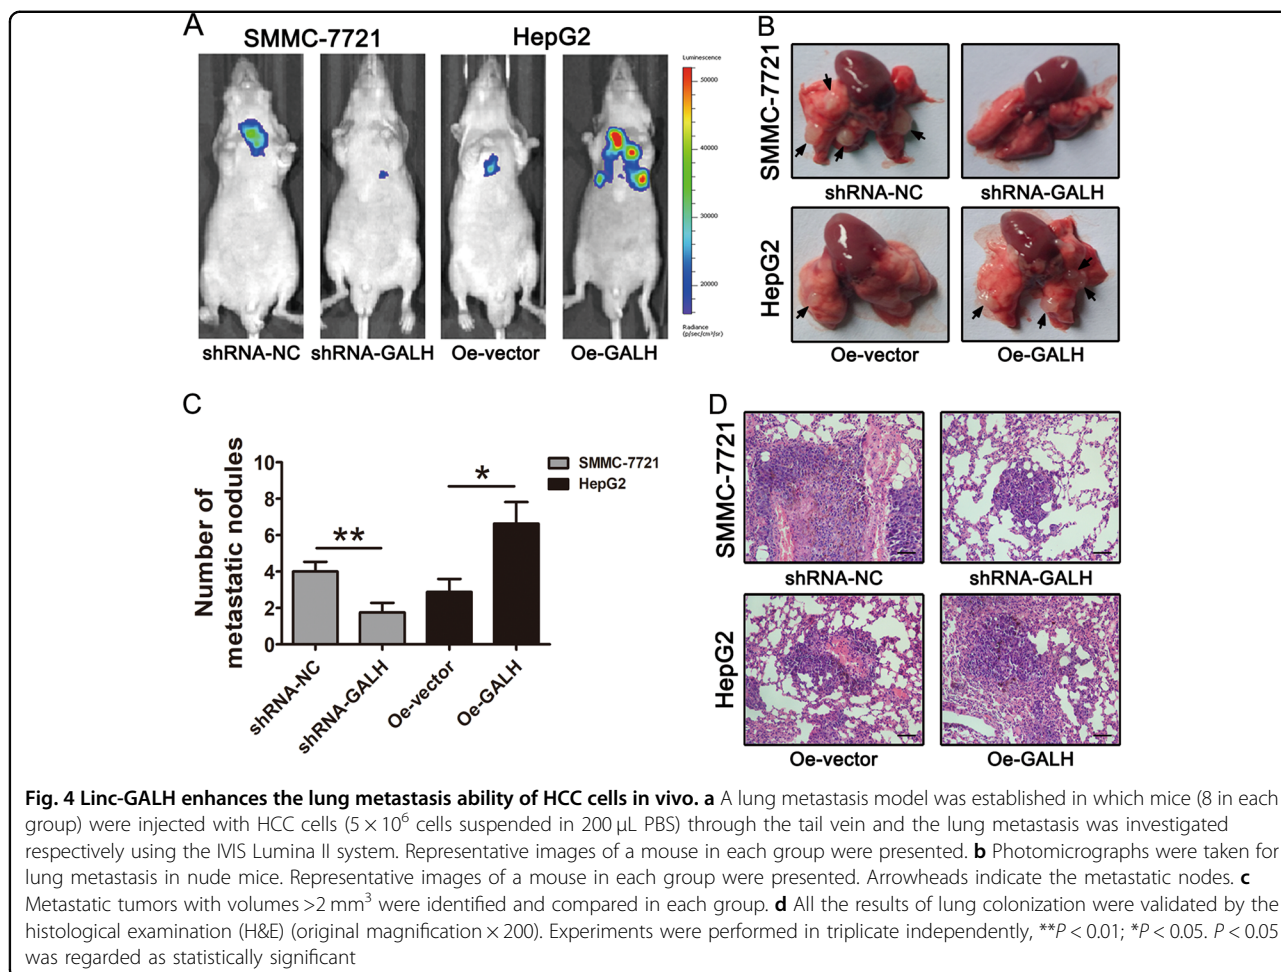 A
SMMC-7721
HepG2
Luminescence
50000
40000
30000
20000
Radiance
(p/sec/cm²/sr)
shRNA-NC
shRNA-GALH
Oe-vector
Oe-GALH
B
SMMC-7721
shRNA-NC
shRNA-GALH
HepG2
Oe-vector
Oe-GALH
C
Number of
metastatic nodules
10
8
6
4
2
0
**
*
SMMC-7721
HepG2
shRNA-NC
shRNA-GALH
Oe-vector
Oe-GALH
D
SMMC-7721
shRNA-NC
shRNA-GALH
HepG2
Oe-vector
Oe-GALH
Fig. 4 Linc-GALH enhances the lung metastasis ability of HCC cells in vivo. a A lung metastasis model was established in which mice (8 in each
group) were injected with HCC cells (5 × 10⁶ cells suspended in 200 μL PBS) through the tail vein and the lung metastasis was investigated
respectively using the IVIS Lumina II system. Representative images of a mouse in each group were presented. b Photomicrographs were taken for
lung metastasis in nude mice. Representative images of a mouse in each group were presented. Arrowheads indicate the metastatic nodes. c
Metastatic tumors with volumes >2 mm³ were identified and compared in each group. d All the results of lung colonization were validated by the
histological examination (H&E) (original magnification × 200). Experiments were performed in triplicate independently, **P < 0.01; *P < 0.05. P < 0.05
was regarded as statistically significant